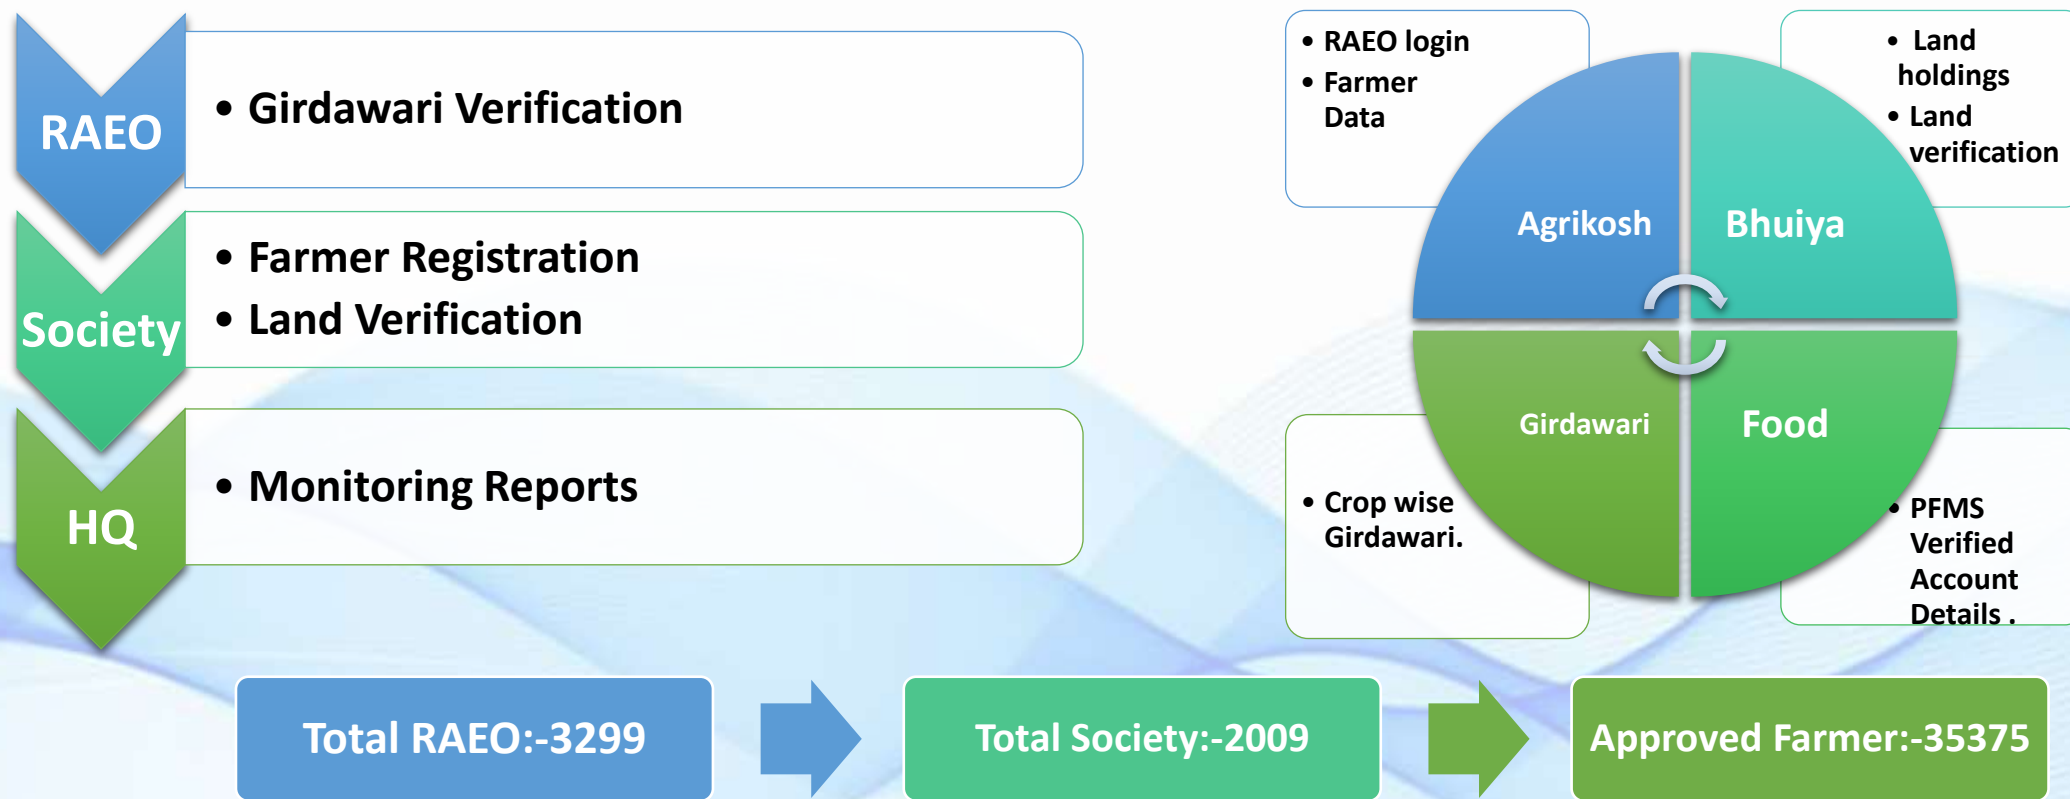 RAEO
• Girdawari Verification
Society
• Farmer Registration
• Land Verification
HQ
• Monitoring Reports
• RAEO login
• Farmer
Data
• Land
holdings
• Land
verification
Agrikosh
Bhuiya
Girdawari
Food
• Crop wise
Girdawari.
• PFMS
Verified
Account
Details .
Total RAEO:-3299
Total Society:-2009
Approved Farmer:-35375